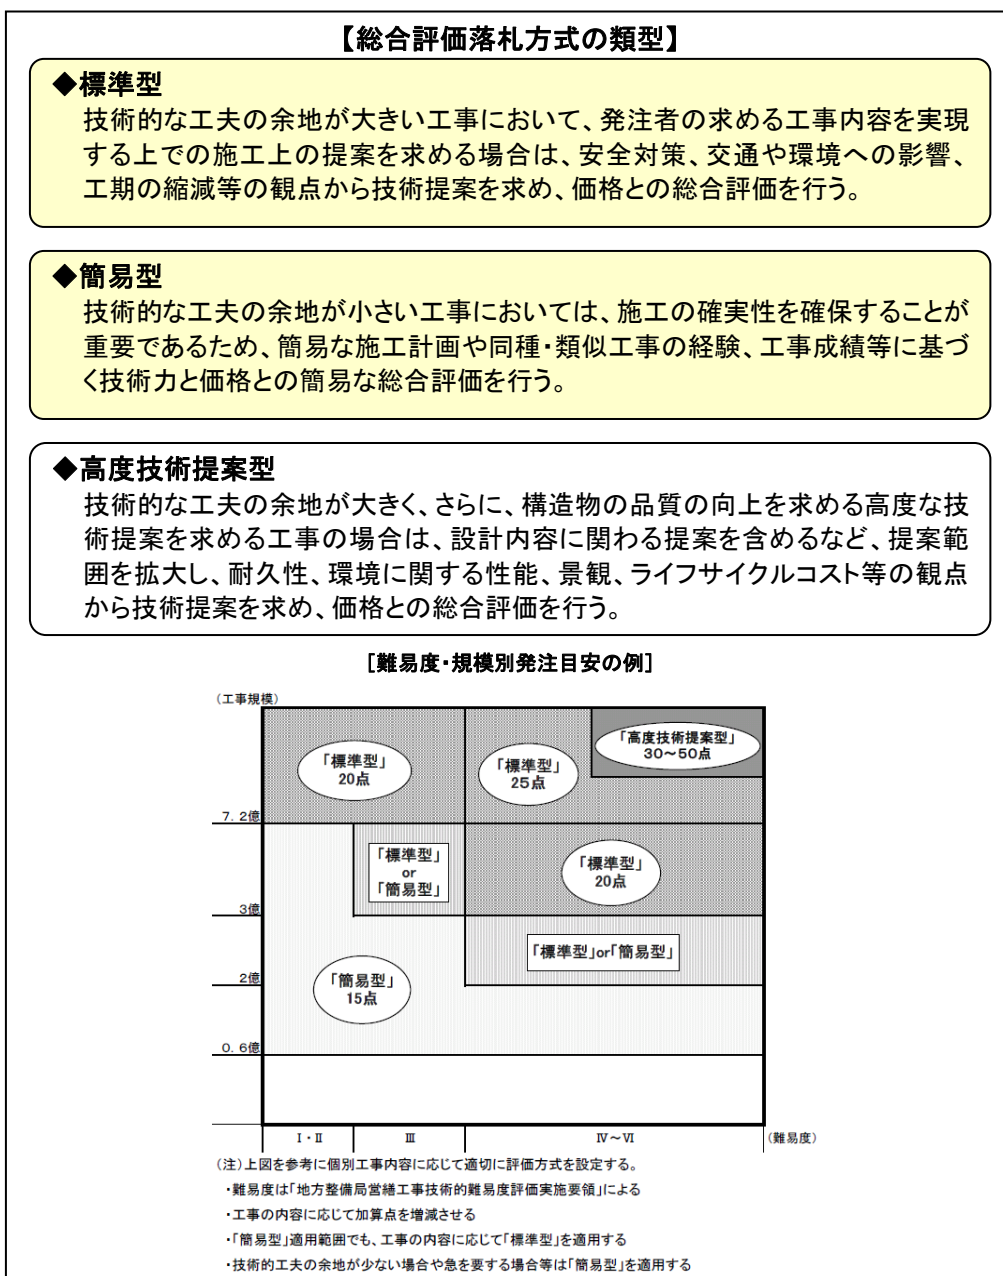 【総合評価落札方式の類型】
◆標準型
技術的な工夫の余地が大きい工事において、発注者の求める工事内容を実現
する上での施工上の提案を求める場合は、安全対策、交通や環境への影響、
工期の縮減等の観点から技術提案を求め、価格との総合評価を行う。
◆簡易型
技術的な工夫の余地が小さい工事においては、施工の確実性を確保することが
重要であるため、簡易な施工計画や同種・類似工事の経験、工事成績等に基づ
く技術力と価格との簡易な総合評価を行う。
◆高度技術提案型
技術的な工夫の余地が大きく、さらに、構造物の品質の向上を求める高度な技
術提案を求める工事の場合は、設計内容に関わる提案を含めるなど、提案範
囲を拡大し、耐久性、環境に関する性能、景観、ライフサイクルコスト等の観点
から技術提案を求め、価格との総合評価を行う。
[難易度・規模別発注目安の例]
(工事規模)
「高度技術提案型」
30～50点
「標準型」
20点
「標準型」
25点
7.2億
「標準型」
or
「簡易型」
「標準型」
20点
3億
「標準型」or「簡易型」
2億
「簡易型」
15点
0.6億
Ⅰ・Ⅱ
Ⅲ
Ⅳ～Ⅵ
(難易度)
(注)上図を参考に個別工事内容に応じて適切に評価方式を設定する。
・難易度は「地方整備局営繕工事技術的難易度評価実施要領」による
・工事の内容に応じて加算点を増減させる
・「簡易型」適用範囲でも、工事の内容に応じて「標準型」を適用する
・技術的工夫の余地が少ない場合や急を要する場合等は「簡易型」を適用する